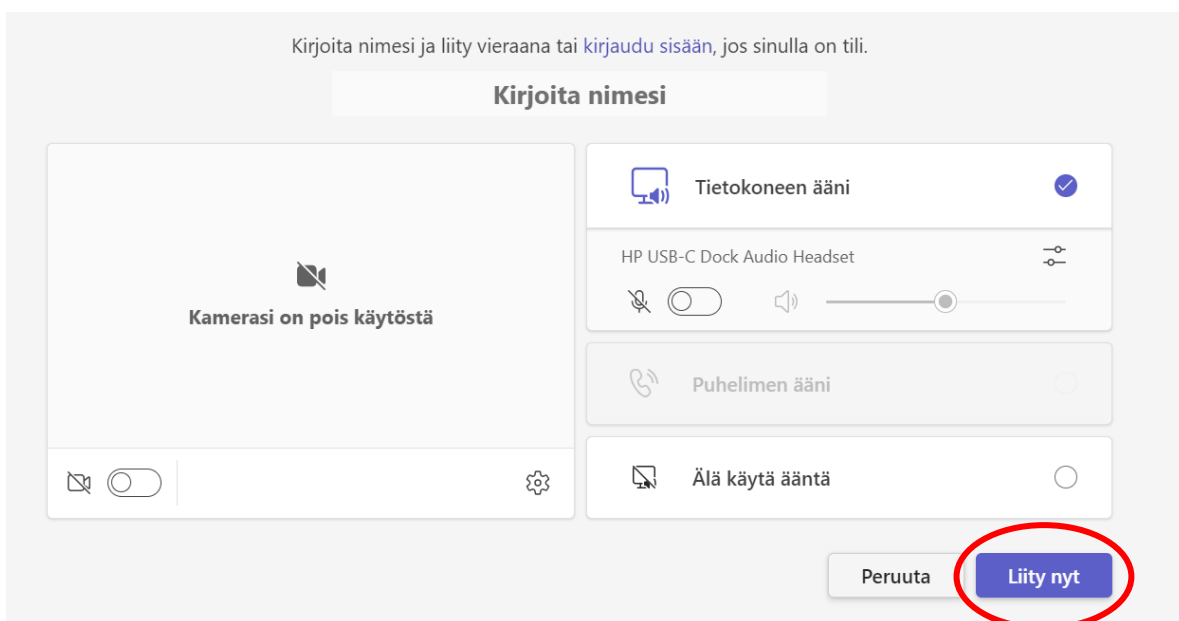 Kirjoita nimesi ja liity vieraana tai kirjaudu sisään, jos sinulla on tili.
Kirjoita nimesi
Kamerasi on pois käytöstä
Tietokoneen ääni
HP USB-C Dock Audio Headset
Puhelimen ääni
Älä käytä ääntä
Peruuta
Liity nyt